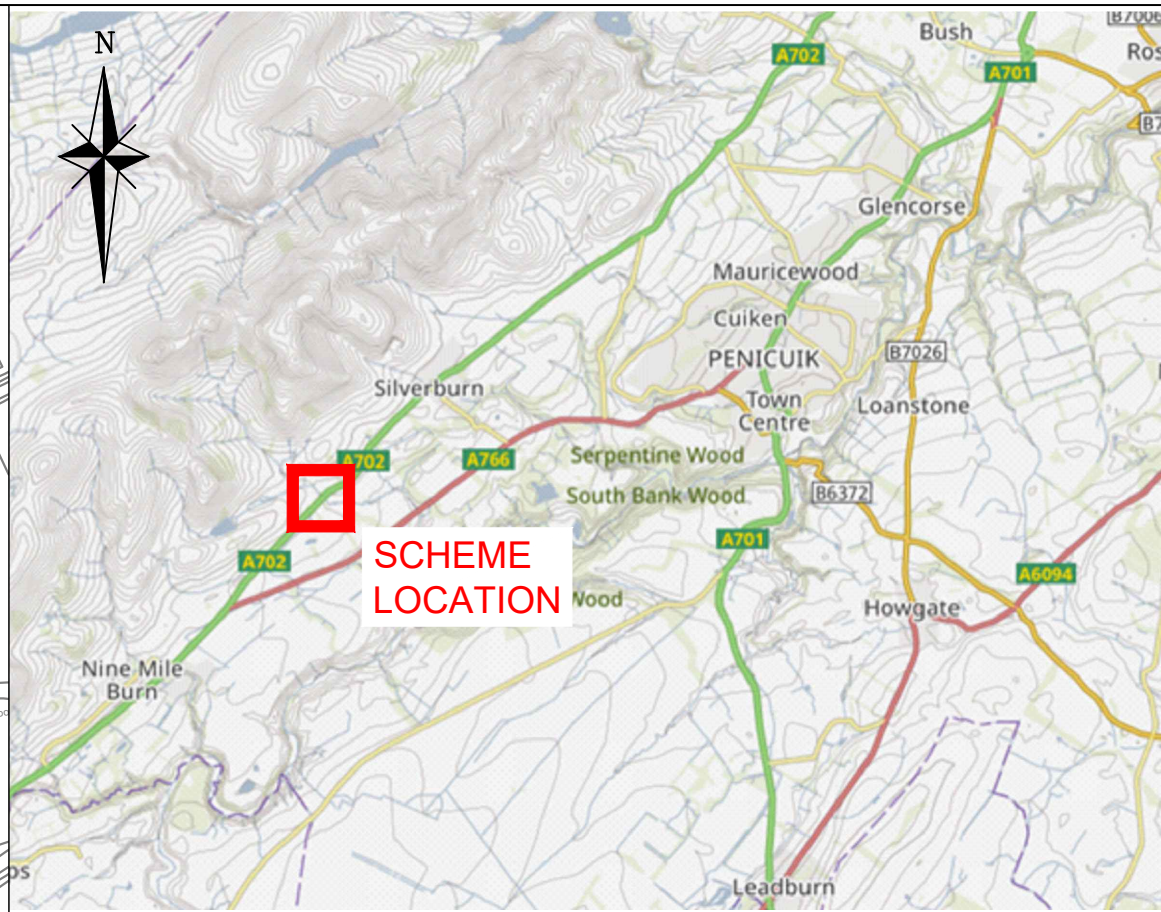 N
Bush
B7006
A702
A701
Glencorse
Mauricewood
Cuiken
PENICUIK
B7026
Silverburn
Town
Centre
Loanstone
A702
A766
Serpentine Wood
South Bank Wood
B6372
A702
A701
SCHEME
LOCATION
Wood
A6094
Howgate
Nine Mile
Burn
Leadburn